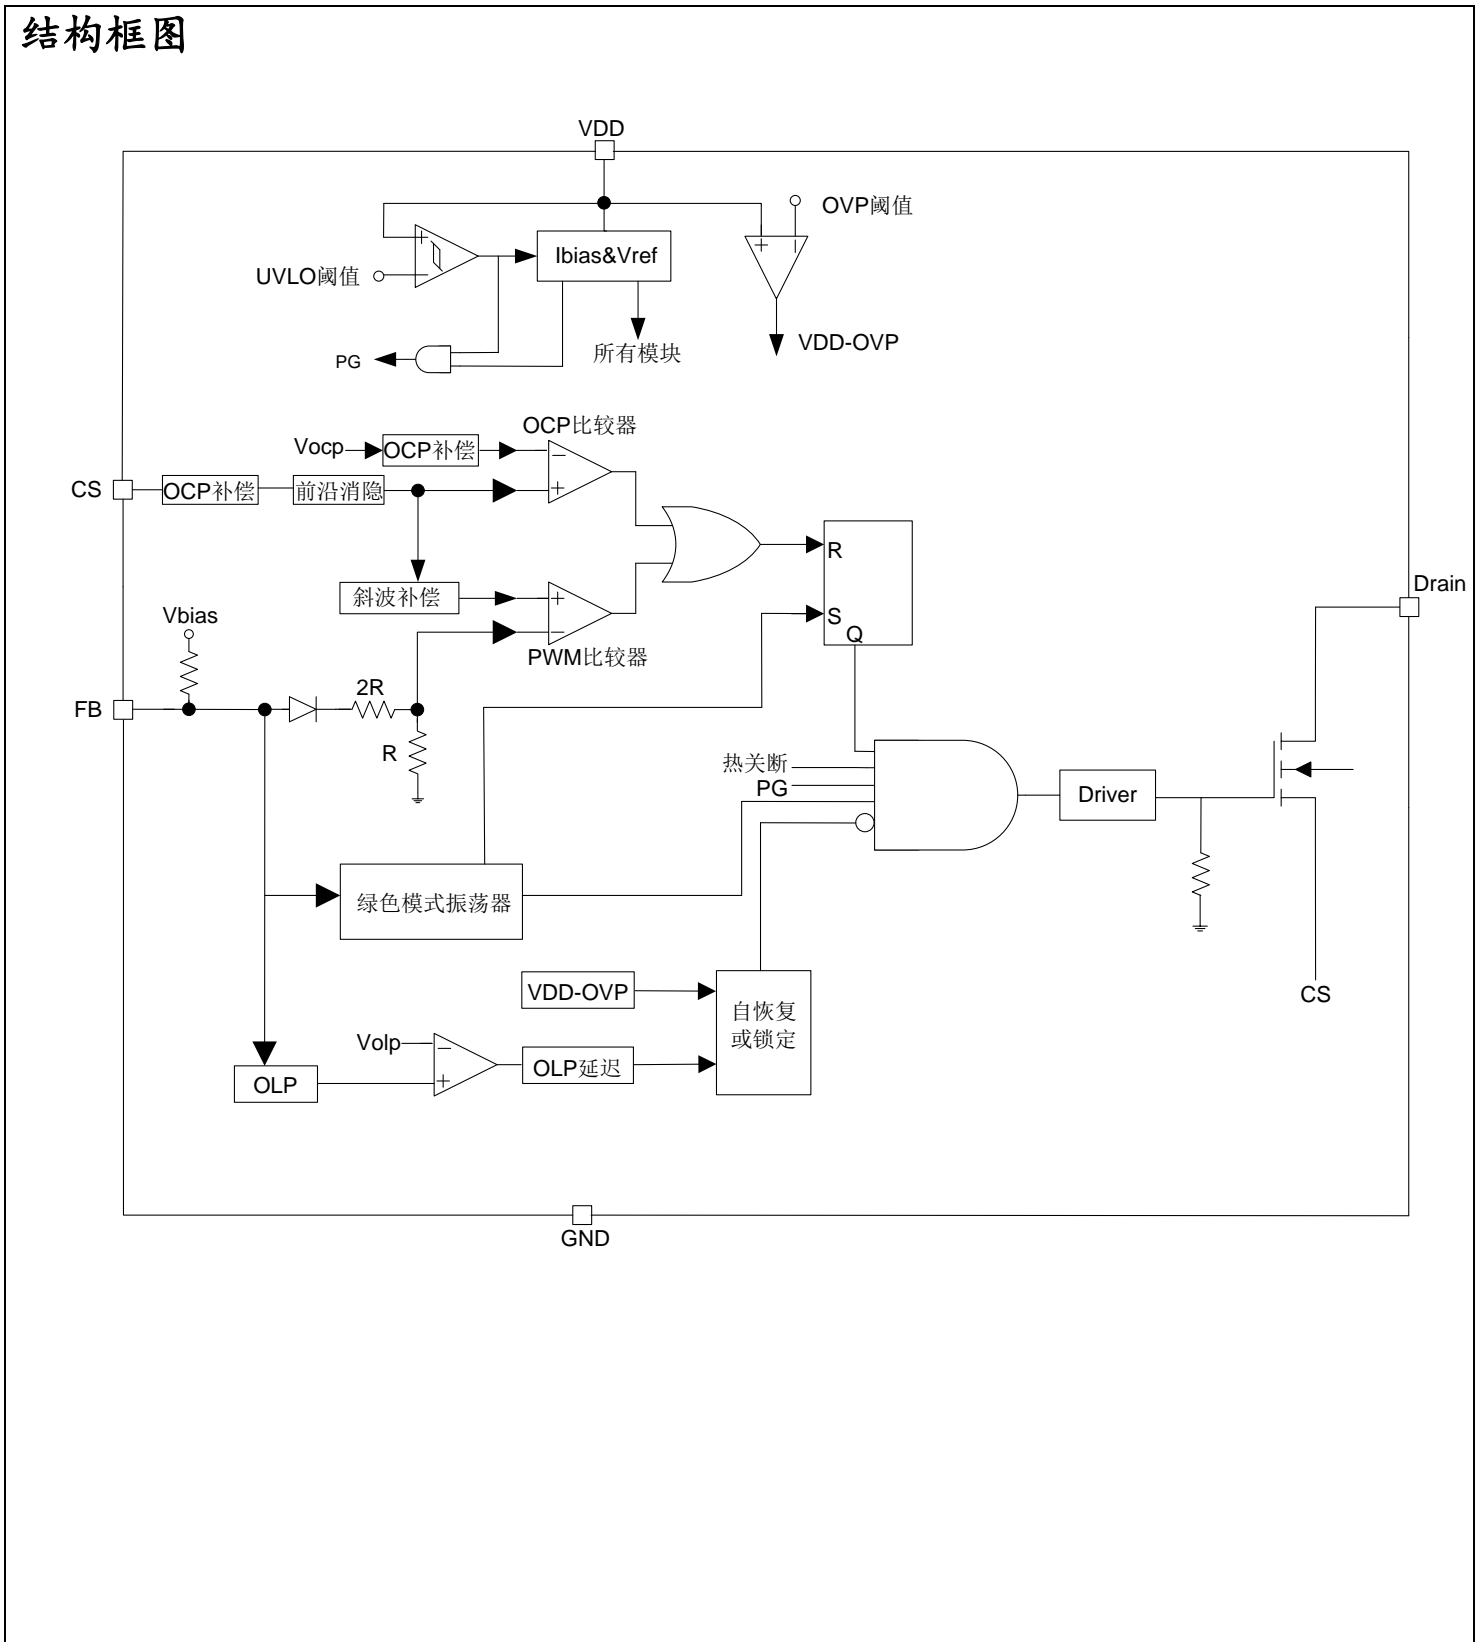 结构框图
VDD
OVP阈值
Ibias&Vref
UVLO阈值
VDD-OVP
所有模块
PG
OCP比较器
Vocp
OCP补偿
CS
OCP补偿
前沿消隐
R
斜波补偿
Drain
Vbias
S
Q
PWM比较器
2R
FB
R
热关断
PG
Driver
绿色模式振荡器
VDD-OVP
CS
自恢复
或锁定
Volp
OLP延迟
OLP
GND